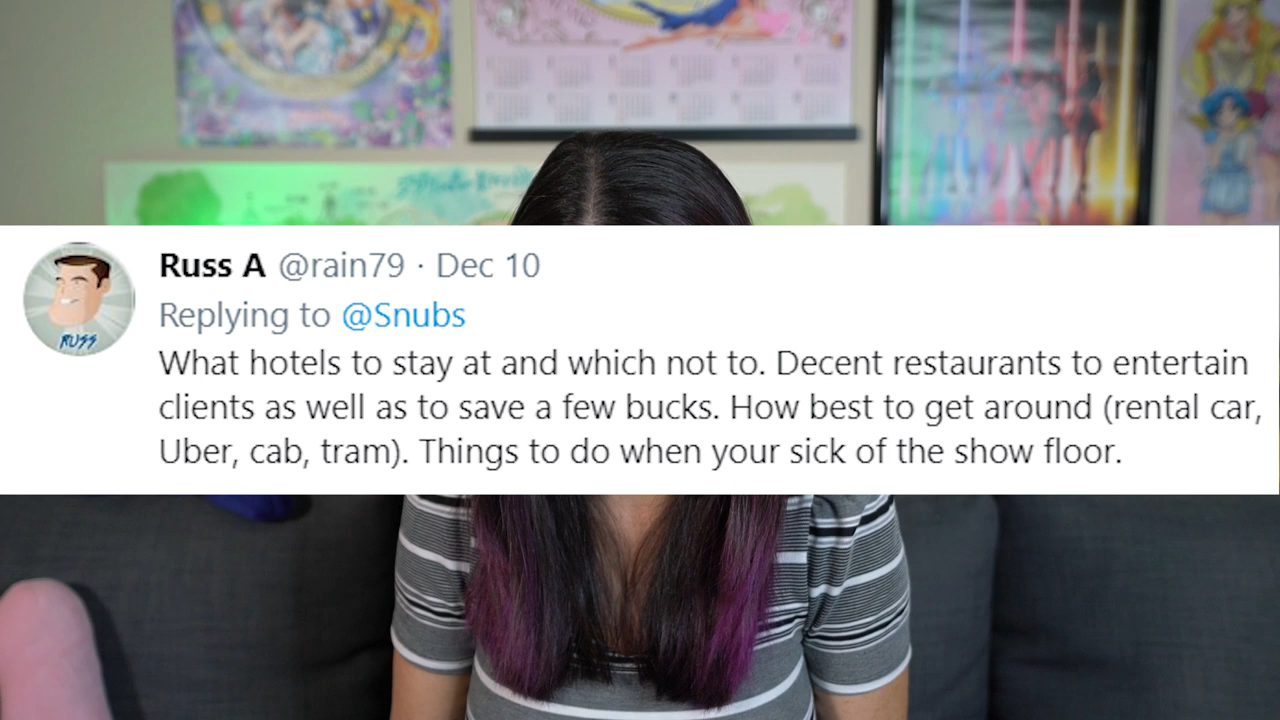 Russ A @rain79 · Dec 10
Replying to @Snubs
What hotels to stay at and which not to. Decent restaurants to entertain
clients as well as to save a few bucks. How best to get around (rental car,
Uber, cab, tram). Things to do when your sick of the show floor.
RUSS